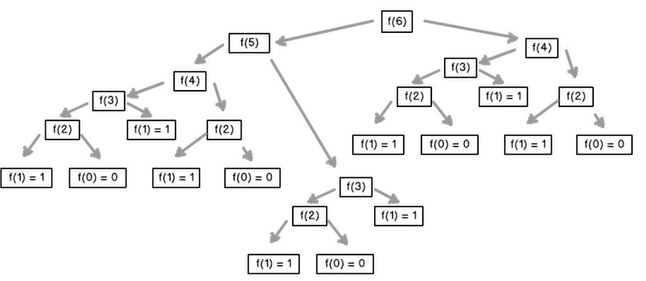 f(6)
f(5)
f(4)
f(4)
f(3)
f(3)
f(2)
f(1) = 1
f(2)
f(2)
f(1) = 1
f(2)
f(1) = 1
f(0) = 0
f(1) = 1
f(0) = 0
f(1) = 1
f(0) = 0
f(1) = 1
f(0) = 0
f(3)
f(2)
f(1) = 1
f(1) = 1
f(0) = 0